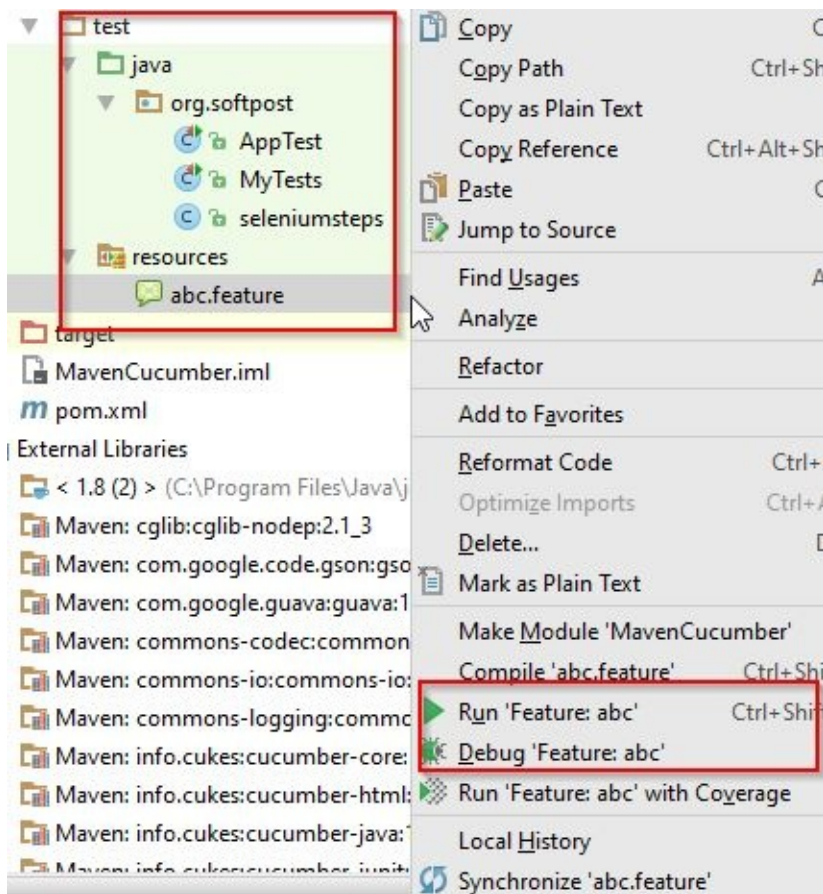 test
java
org.softpost
AppTest
MyTests
seleniumsteps
resources
abc.feature
target
MavenCucumber.iml
pom.xml
External Libraries
< 1.8 (2) > (C:\Program Files\Java\j
Maven: cglib:cglib-nodep:2.1_3
Maven: com.google.code.gson:gso
Maven: com.google.guava:guava:1
Maven: commons-codec:common
Maven: commons-io:commons-io:
Maven: commons-logging:commo
Maven: info.cukes:cucumber-core:
Maven: info.cukes:cucumber-html:
Maven: info.cukes:cucumber-java:
Maven: info.cukes:cucumber-junit
Copy C
Copy Path Ctrl+Sh
Copy as Plain Text
Copy Reference Ctrl+Alt+Sh
Paste C
Jump to Source
Find Usages A
Analyze
Refactor
Add to Favorites
Reformat Code Ctrl+
Optimize Imports Ctrl+A
Delete... D
Mark as Plain Text
Make Module 'MavenCucumber'
Compile 'abc.feature' Ctrl+Shi
Run 'Feature: abc' Ctrl+Shif
Debug 'Feature: abc'
Run 'Feature: abc' with Coverage
Local History
Synchronize 'abc.feature'